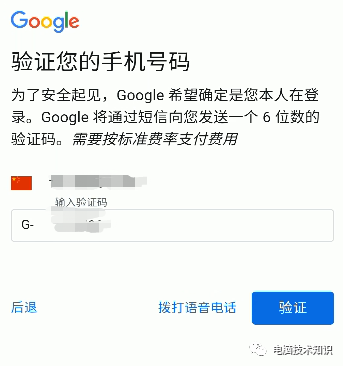 Google
验证您的手机号码
为了安全起见，Google 希望确定是您本人在登
录。Google 将通过短信向您发送一个 6 位数的
验证码。需要按标准费率支付费用
输入验证码
G-
后退
拨打语音电话
验证
电脑技术知识